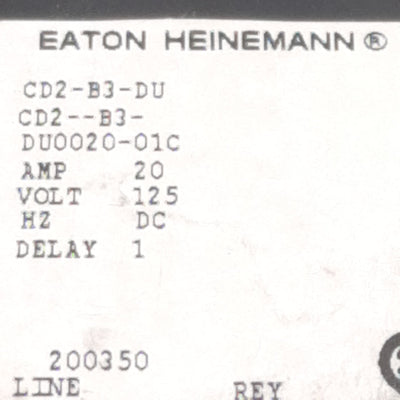 EATON HEINEMANN ®
CD2-B3-DU
CD2--B3-
DU0020-01C
AMP 20
VOLT 125
HZ DC
DELAY 1
200350
LINE REY